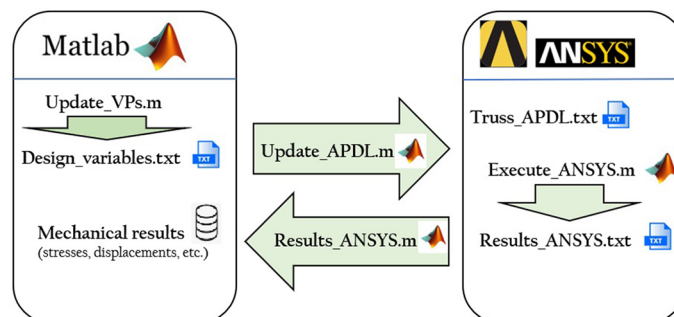 Matlab
Update_VPs.m
Design_variables.txt
TXT
Mechanical results
(stresses, displacements, etc.)
Update_APDL.m
Results_ANSYS.m
ANSYS®
Truss_APDL.txt
TXT
Execute_ANSYS.m
Results_ANSYS.txt
TXT